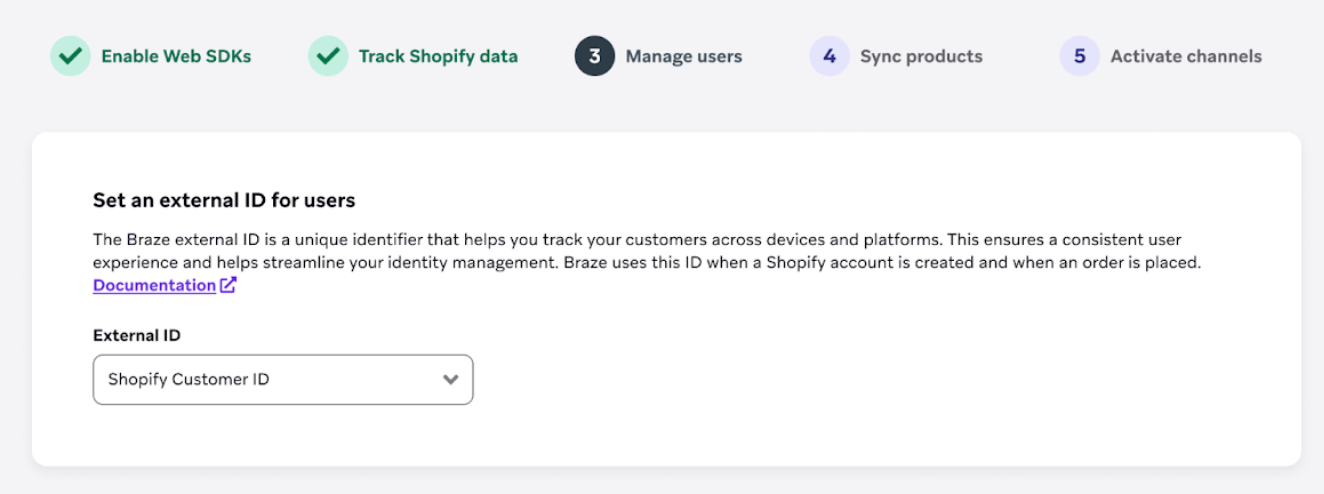 Enable Web SDKs
Track Shopify data
3 Manage users
4 Sync products
5 Activate channels
Set an external ID for users
The Braze external ID is a unique identifier that helps you track your customers across devices and platforms. This ensures a consistent user
experience and helps streamline your identity management. Braze uses this ID when a Shopify account is created and when an order is placed.
Documentation
External ID
Shopify Customer ID